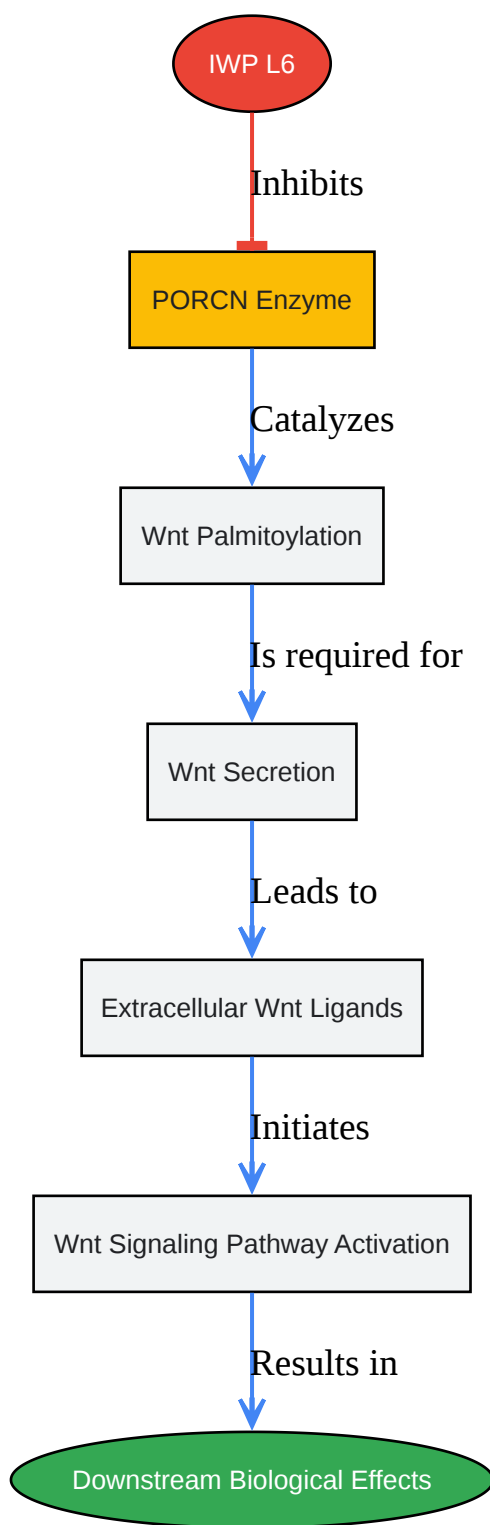 IWP L6
Inhibits
PORCN Enzyme
Catalyzes
Wnt Palmitoylation
Is required for
Wnt Secretion
Leads to
Extracellular Wnt Ligands
Initiates
Wnt Signaling Pathway Activation
Results in
Downstream Biological Effects